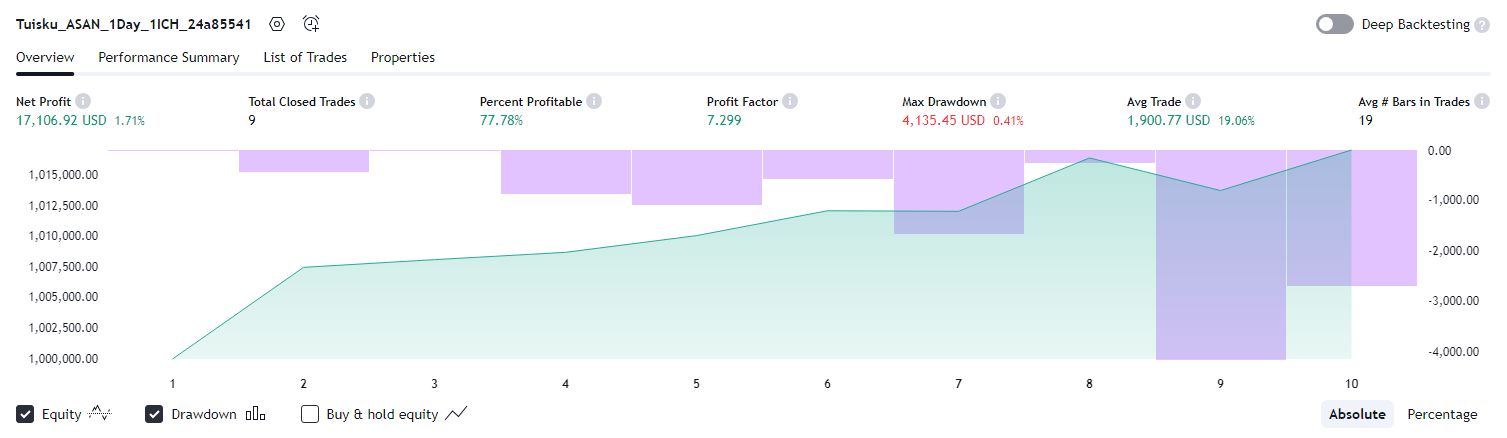 Tuisku_ASAN_1Day_1ICH_24a85541 Deep Backtesting ?
Overview Performance Summary List of Trades Properties
Net Profit i Total Closed Trades i Percent Profitable i Profit Factor i Max Drawdown i Avg Trade i Avg # Bars in Trades i
17,106.92 USD 1.71% 9 77.78% 7.299 4,135.45 USD 0.41% 1,900.77 USD 19.06% 19
0.00
1,015,000.00
1,012,500.00 -1,000.00
1,010,000.00
-2,000.00
1,007,500.00
1,005,000.00 -3,000.00
1,002,500.00
1,000,000.00 -4,000.00
1 2 3 4 5 6 7 8 9 10
Equity Drawdown Buy & hold equity Absolute Percentage